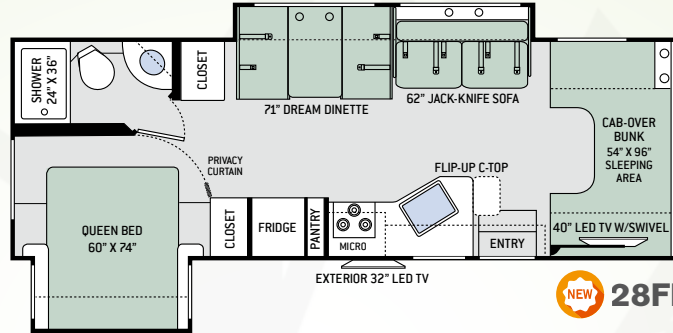 SHOWER
24" X 36"
CLOSET
71" DREAM DINETTE
62" JACK-KNIFE SOFA
CAB-OVER
BUNK
54" X 96"
SLEEPING
AREA
PRIVACY
CURTAIN
FLIP-UP C-TOP
QUEEN BED
60" X 74"
CLOSET
FRIDGE
PANTRY
MICRO
ENTRY
40" LED TV W/SWIVEL
EXTERIOR 32" LED TV
NEW